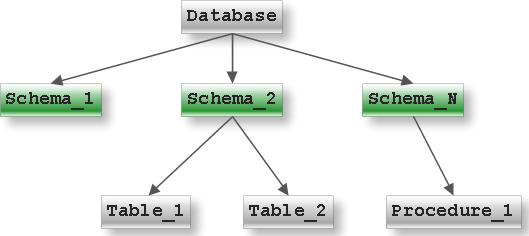 Database
Schema_1
Schema_2
Schema_N
Table_1
Table_2
Procedure_1